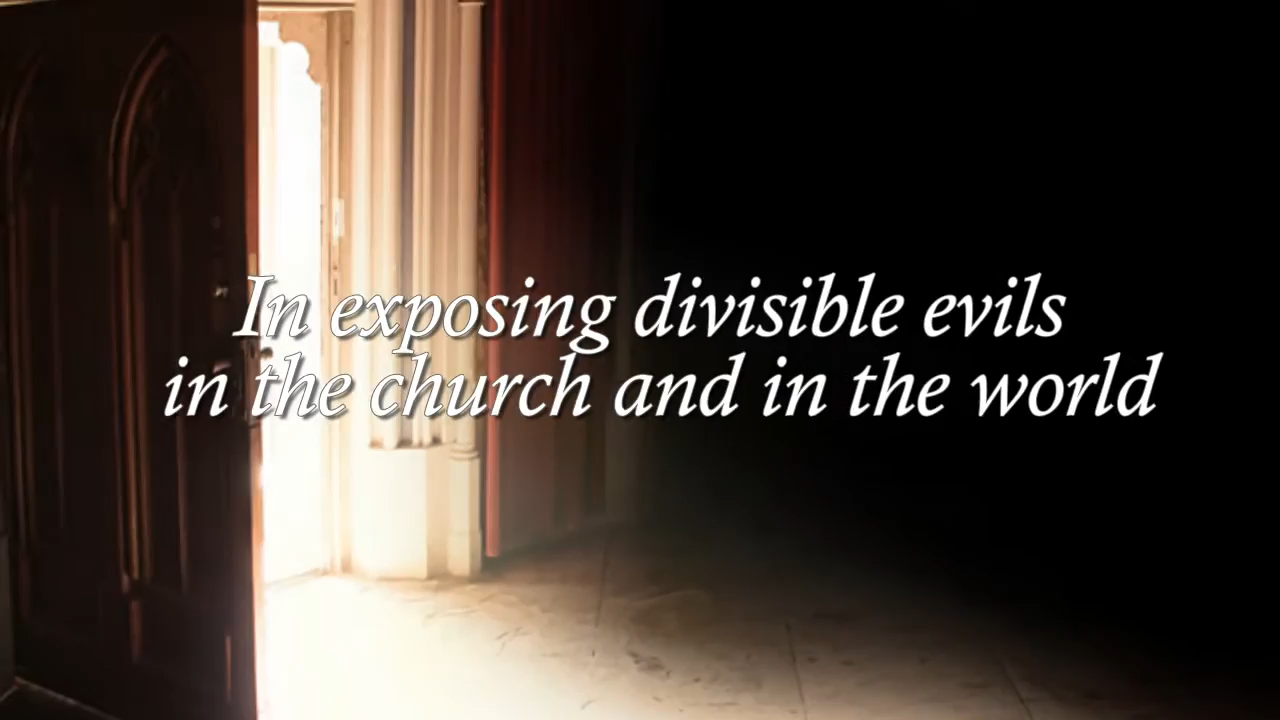 In exposing divisible evils
in the church and in the world